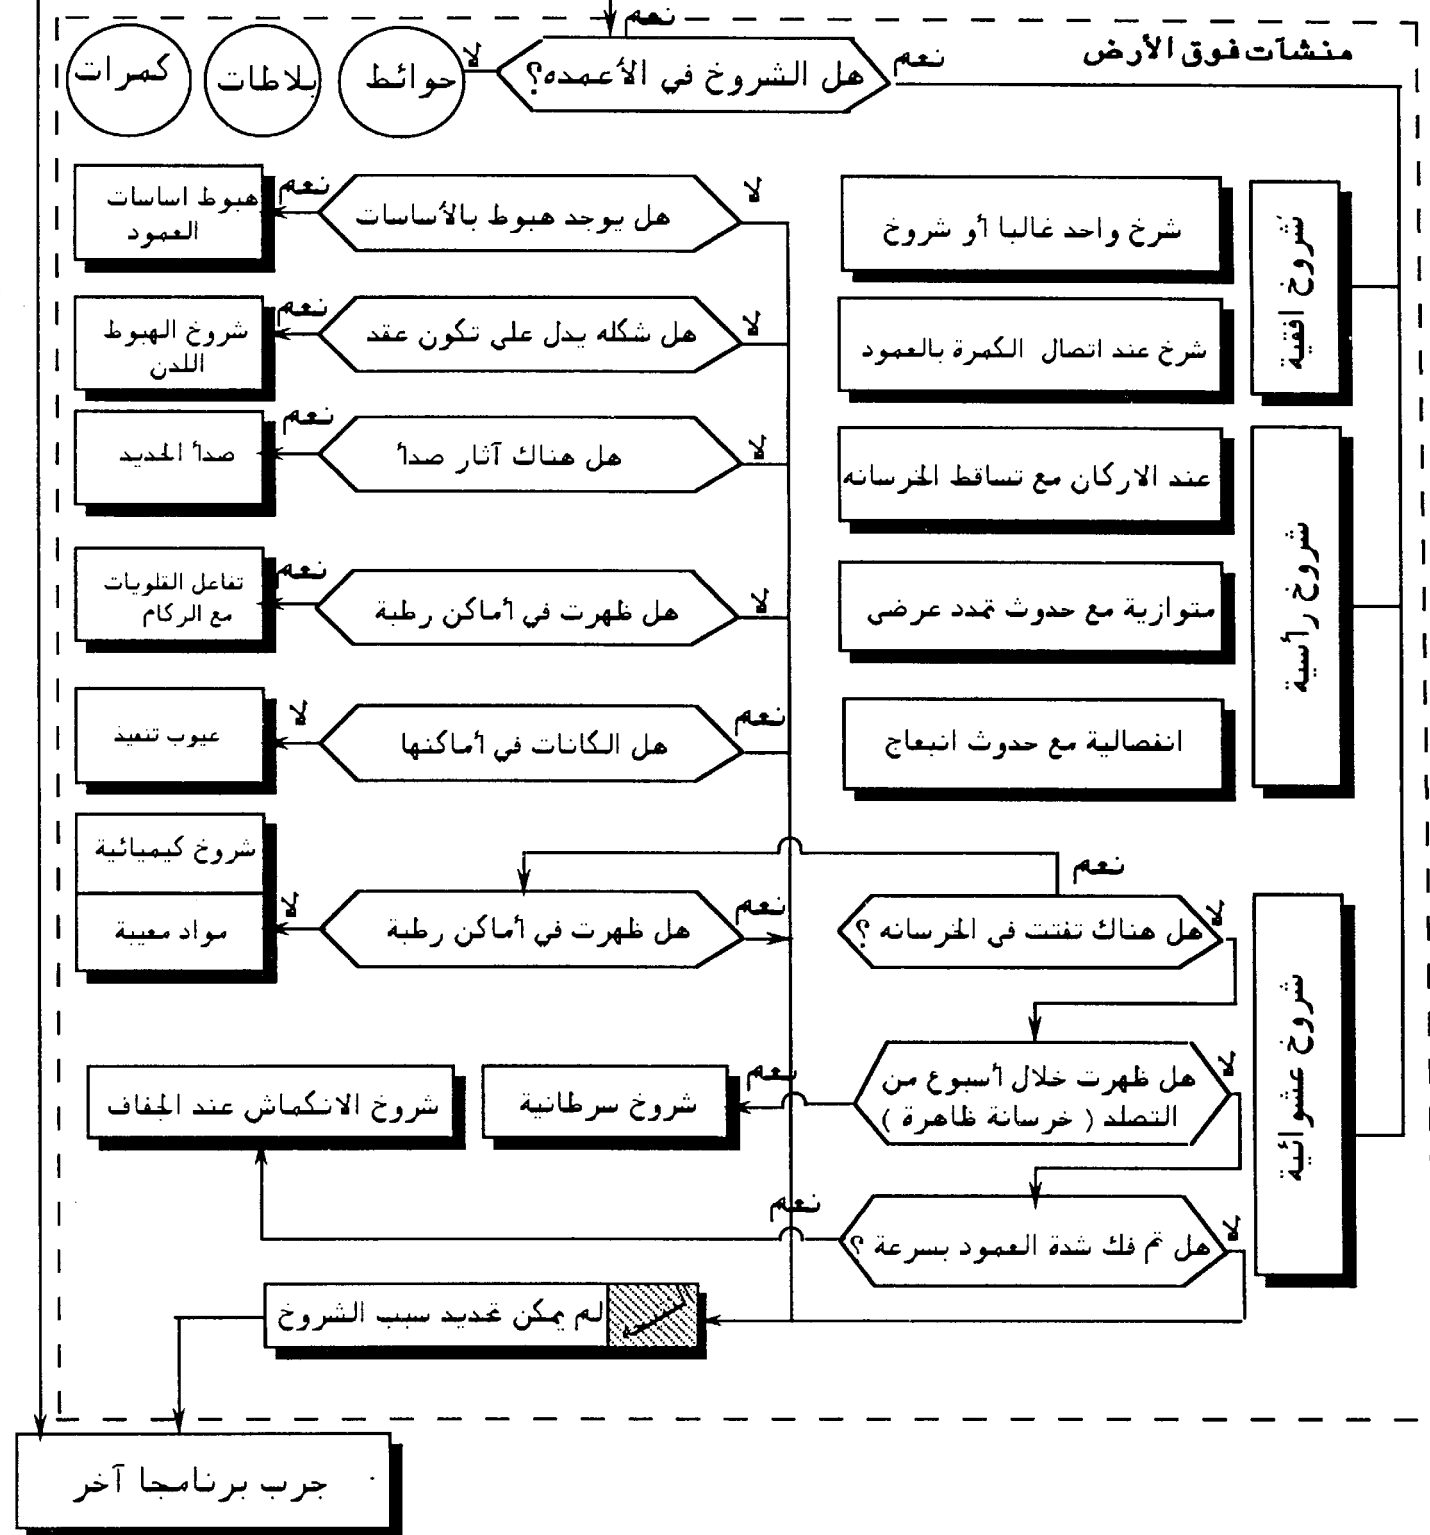 نعم
منشآت فوق الأرض
نعم
هل الشروخ في الأعمده؟
لا
حوائط
بلاطات
كمرات
شروخ افقية
شرخ واحد غالبا أو شروخ
لا
هل يوجد هبوط بالأساسات
نعم
هبوط اساسات
العمود
شرخ عند اتصال الكمرة بالعمود
لا
هل شكله يدل على تكون عقد
نعم
شروخ الهبوط
اللدن
شروخ رأسية
عند الاركان مع تساقط الخرسانه
لا
هل هناك آثار صدأ
نعم
صدأ الحديد
متوازية مع حدوث تمدد عرضى
لا
هل ظهرت في أماكن رطبة
نعم
تفاعل القلويات
مع الركام
انفصالية مع حدوث انبعاج
نعم
هل الكانات في أماكنها
لا
عيوب تنفيذ
شروخ عشوائية
نعم
لا
هل هناك تفتت فى الخرسانه ؟
نعم
هل ظهرت في أماكن رطبة
لا
شروخ كيميائية
مواد معيبة
لا
هل ظهرت خلال أسبوع من
التصلد ( خرسانة ظاهرة )
نعم
شروخ سرطانية
شروخ الانكماش عند الجفاف
لا
هل تم فك شدة العمود بسرعة ؟
نعم
لم يمكن تحديد سبب الشروخ
جرب برنامجا آخر